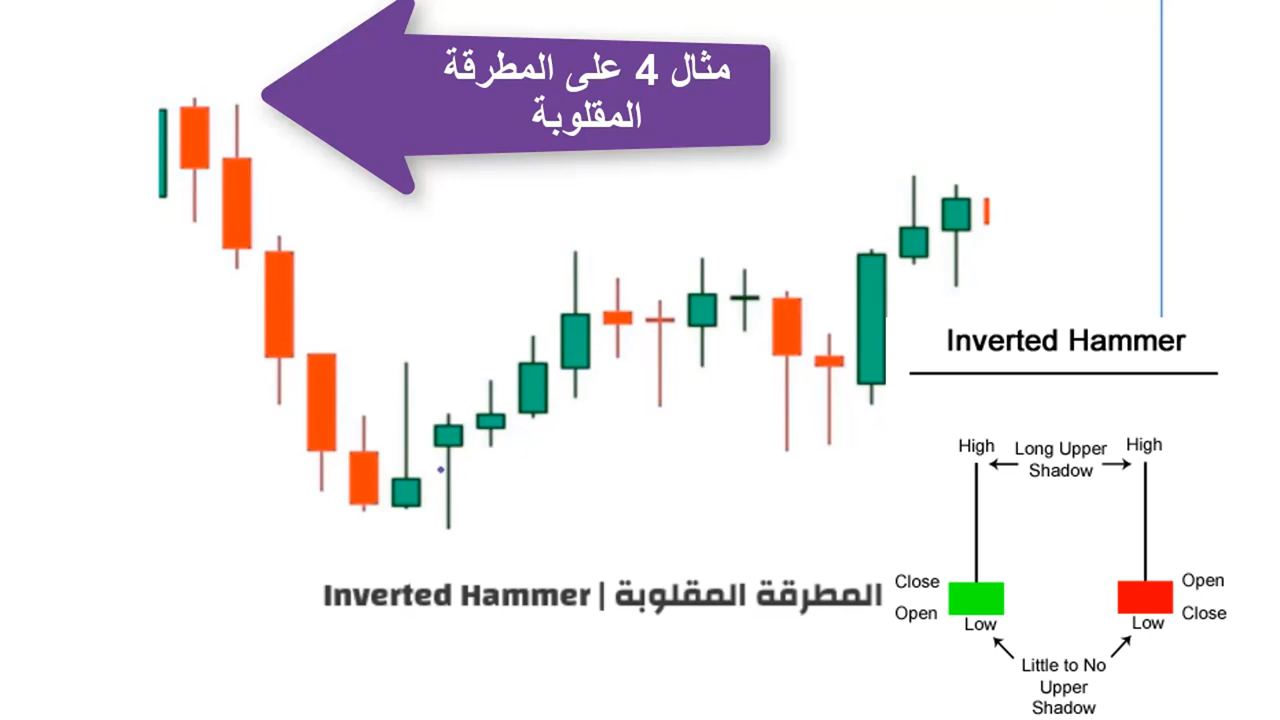 مثال 4 على المطرقة
المقلوبة
Inverted Hammer
High
Long Upper
Shadow
High
Close
Open
Low
Open
Close
Low
Little to No
Upper
Shadow
Inverted Hammer | المطرقة المقلوبة